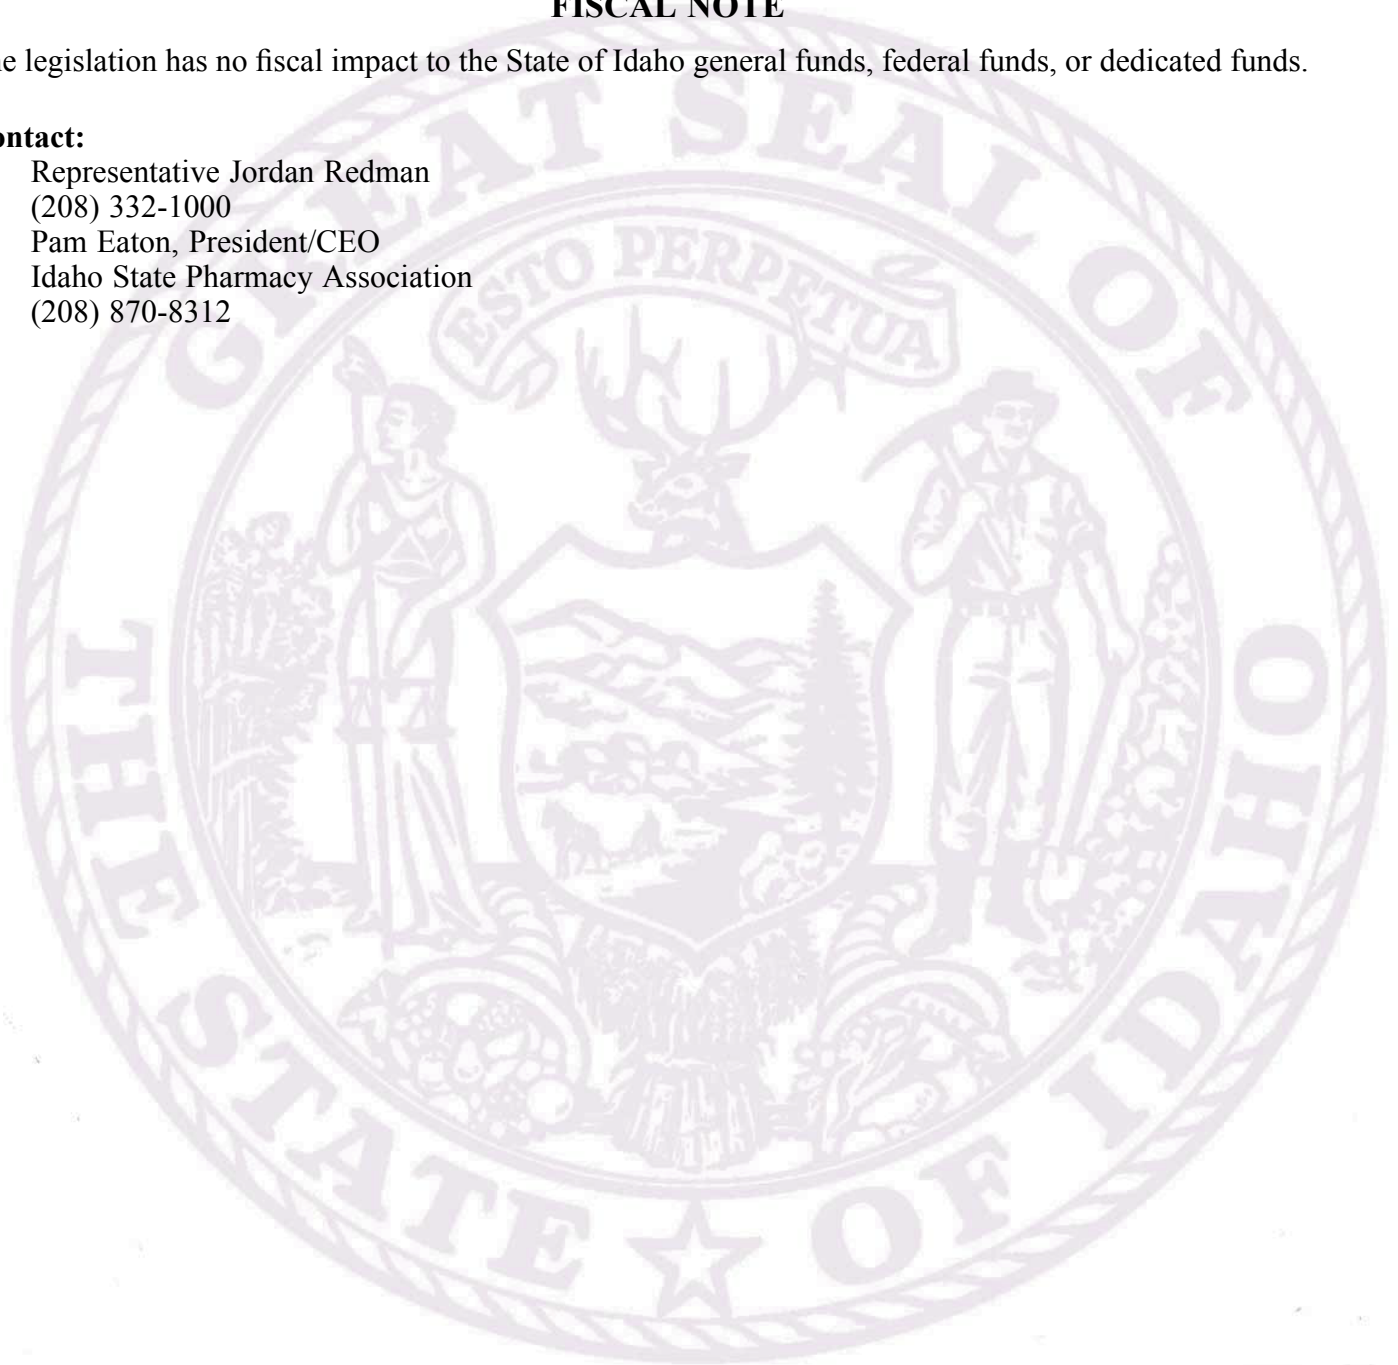 FISCAL NOTE
he legislation has no fiscal impact to the State of Idaho general funds, federal funds, or dedicated funds.
ontact:
Representative Jordan Redman
(208) 332-1000
Pam Eaton, President/CEO
Idaho State Pharmacy Association
(208) 870-8312
GREAT SEAL OF
ESTO PERPETUA
THE STATE OF IDAHO